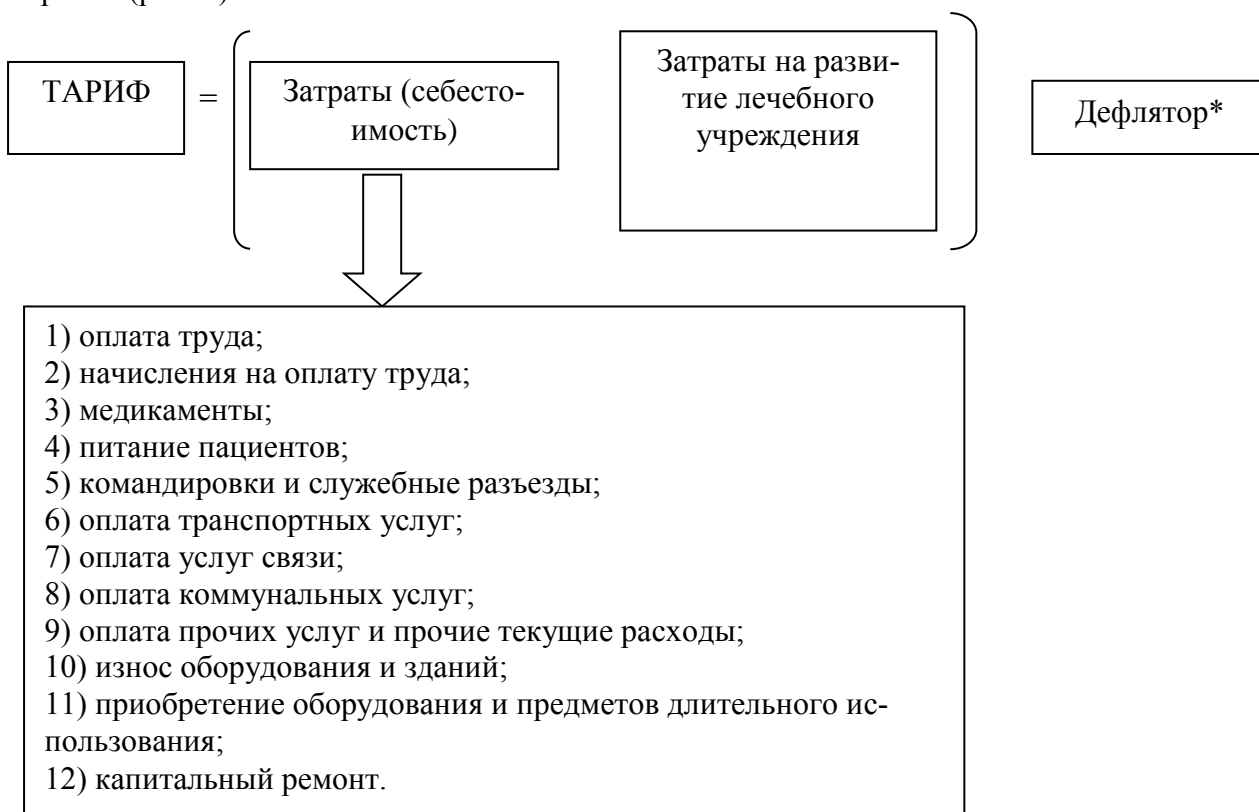 ТАРИФ = Затраты (себесто-
имость)
Затраты на разви-
тие лечебного
учреждения
Дефлятор*
1) оплата труда;
2) начисления на оплату труда;
3) медикаменты;
4) питание пациентов;
5) командировки и служебные разъезды;
6) оплата транспортных услуг;
7) оплата услуг связи;
8) оплата коммунальных услуг;
9) оплата прочих услуг и прочие текущие расходы;
10) износ оборудования и зданий;
11) приобретение оборудования и предметов длительного ис-
пользования;
12) капитальный ремонт.